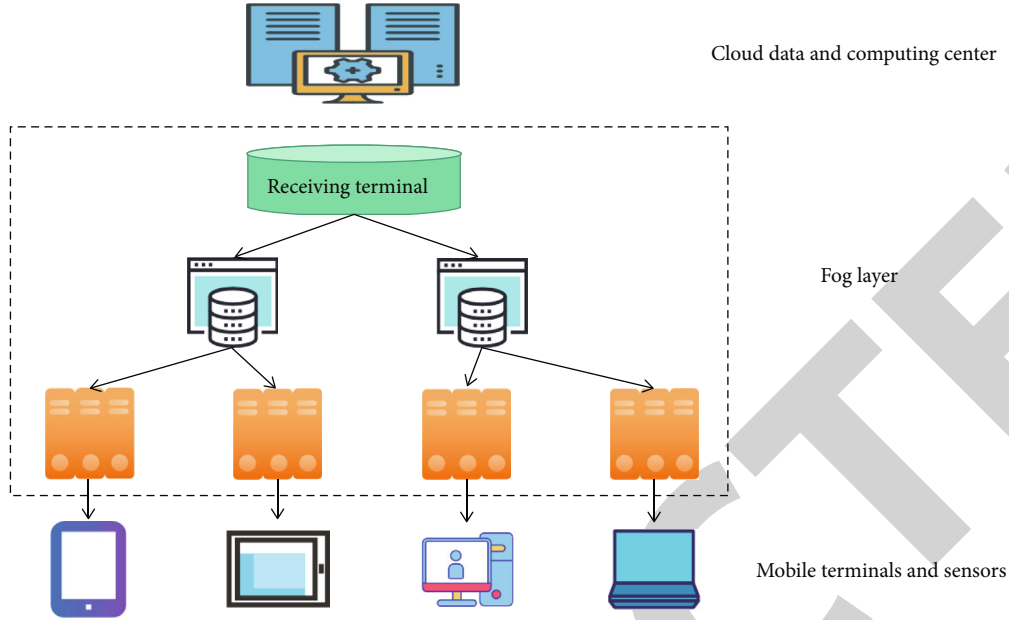 Cloud data and computing center
Receiving terminal
Fog layer
Mobile terminals and sensors